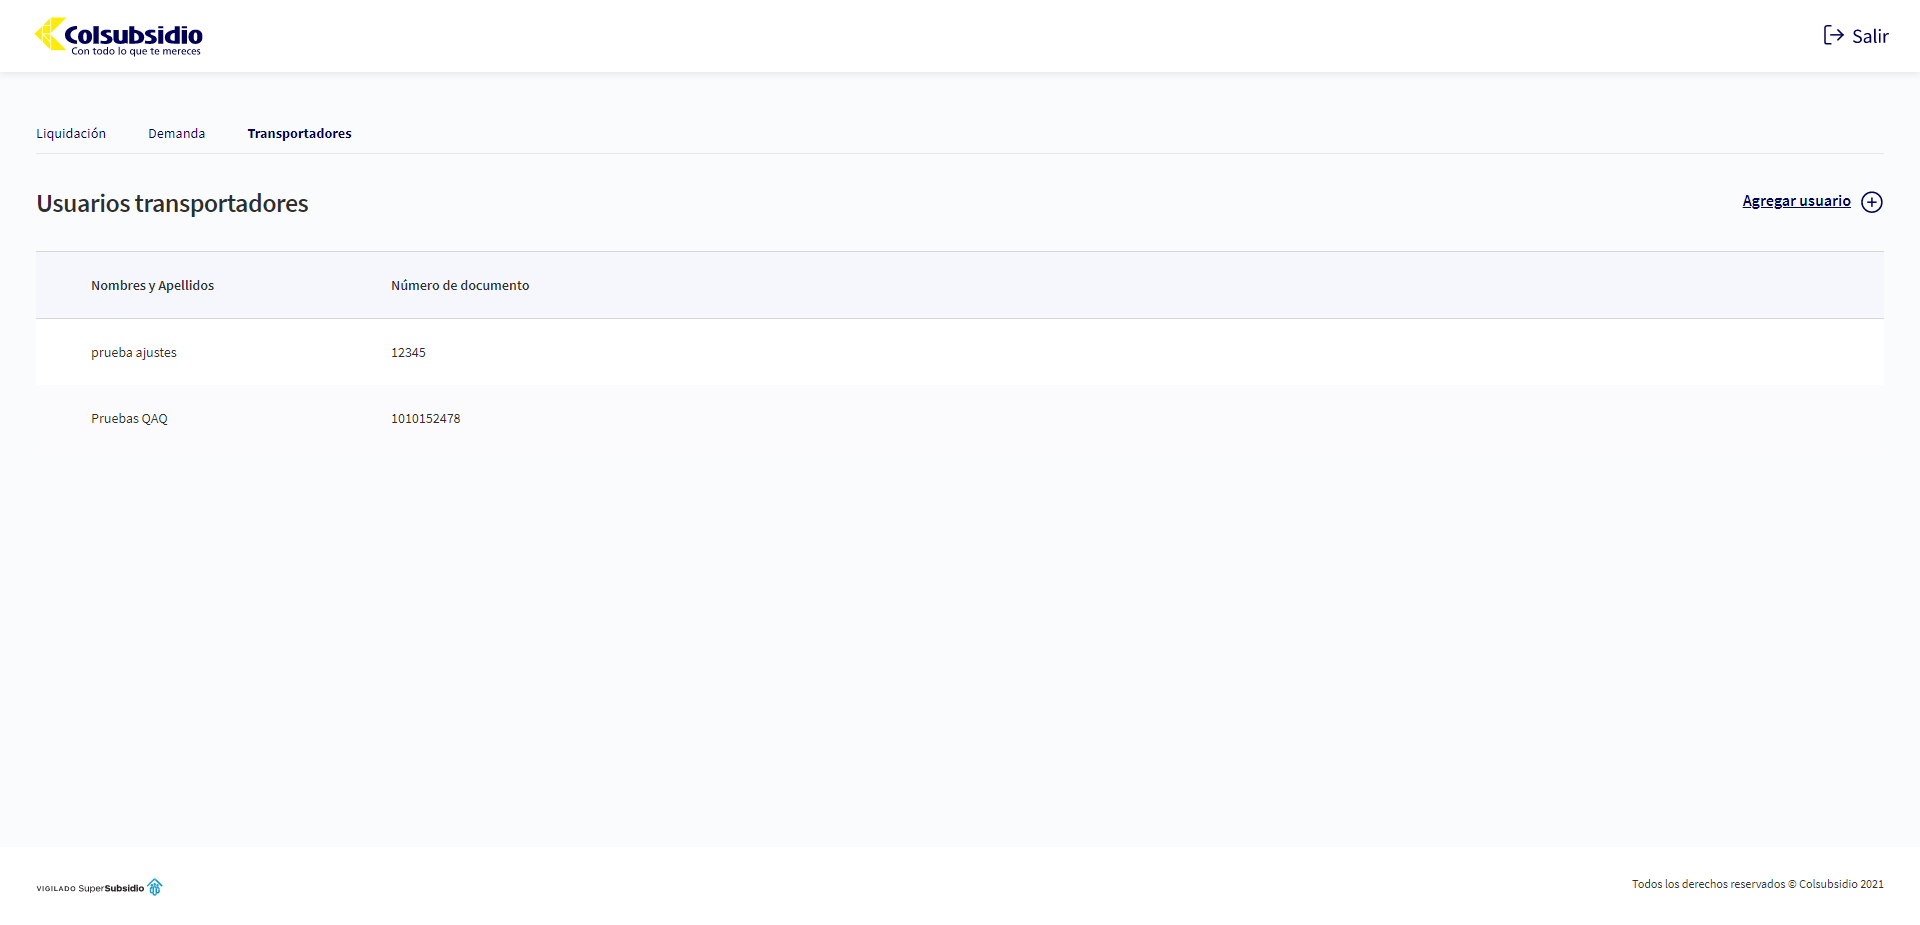 Colsubsidio
Con todo lo que te mereces
Salir
Liquidación Demanda Transportadores
Usuarios transportadores
Agregar usuario
Nombres y Apellidos Número de documento
prueba ajustes 12345
Pruebas QAQ 1010152478
VIGILADO SuperSubsidio
Todos los derechos reservados © Colsubsidio 2021